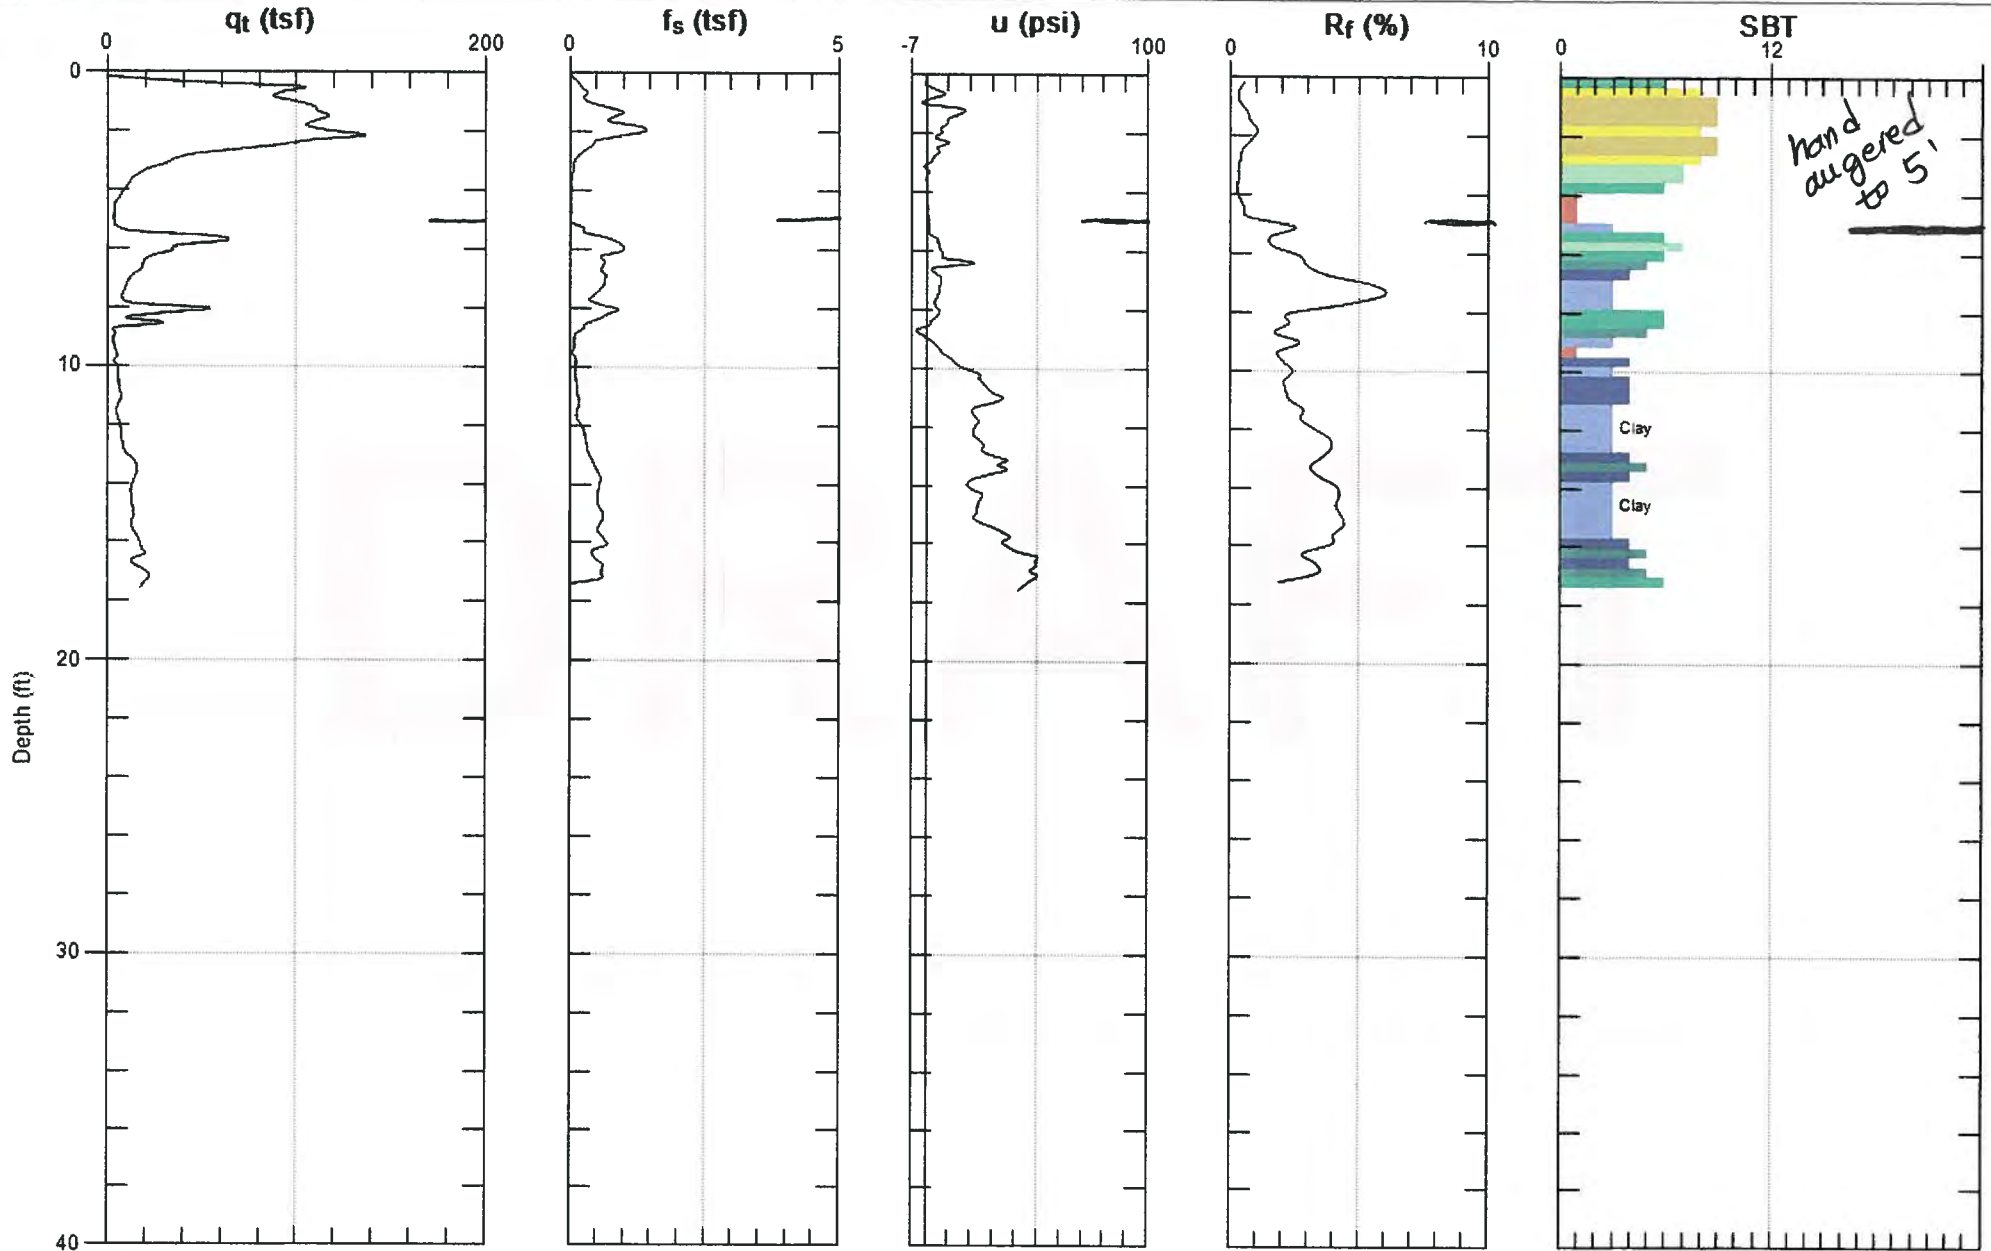 qt (tsf)
0 200
fs (tsf)
0 5
u (psi)
-7 100
Rf (%)
0 10
SBT
0 12
0
10
20
30
40
Depth (ft)
hand
augered
to 5'
Clay
Clay